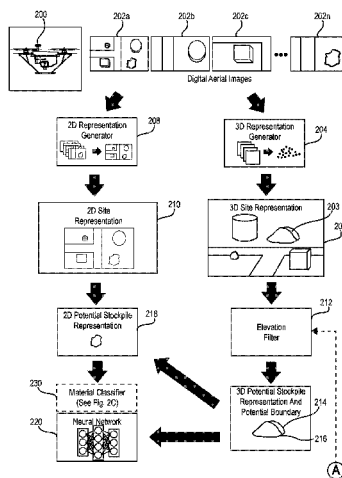 200
202a
202b
202c
202n
Digital Aerial Images
2D Representation
Generator
208
3D Representation
Generator
204
210
2D Site
Representation
3D Site Representation
203
2D Potential Stockpile
Representation
218
212
Elevation
Filter
230
Material Classifier
(See Fig. 2C)
220
Neural Network
3D Potential Stockpile
Representation And
Potential Boundary
214
216
A